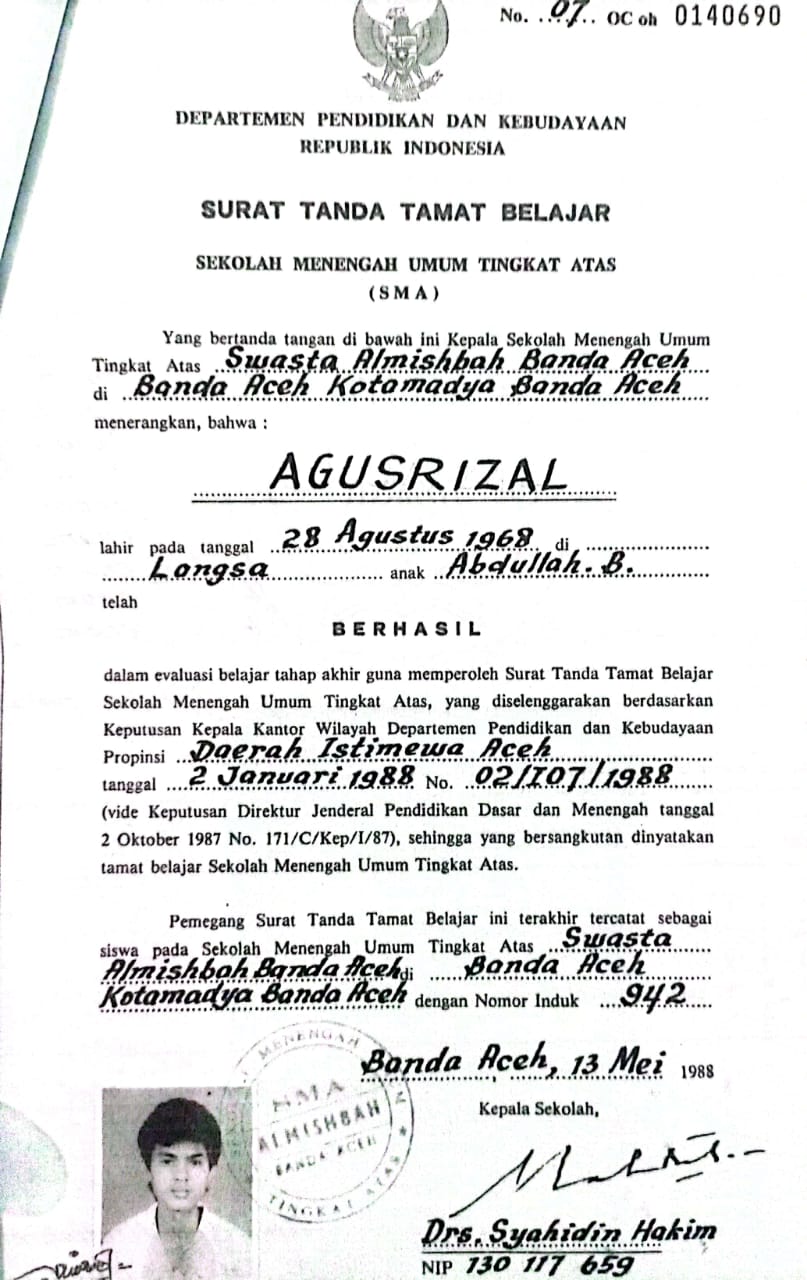 No. ..07.. OC oh 0140690
DEPARTEMEN PENDIDIKAN DAN KEBUDAYAAN
REPUBLIK INDONESIA
SURAT TANDA TAMAT BELAJAR
SEKOLAH MENENGAH UMUM TINGKAT ATAS
(SMA)
Yang bertanda tangan di bawah ini Kepala Sekolah Menengah Umum
Tingkat Atas Swasta Almishbah Banda Aceh
di Banda Aceh Kotamadya Banda Aceh
menerangkan, bahwa :
AGUSRIZAL
lahir pada tanggal 28 Agustus 1968 di
Langsa anak Abdullah. B.
telah
BERHASIL
dalam evaluasi belajar tahap akhir guna memperoleh Surat Tanda Tamat Belajar
Sekolah Menengah Umum Tingkat Atas, yang diselenggarakan berdasarkan
Keputusan Kepala Kantor Wilayah Departemen Pendidikan dan Kebudayaan
Propinsi Daerah Istimewa Aceh
tanggal 2 Januari 1988 No. 02/I07/1988
(vide Keputusan Direktur Jenderal Pendidikan Dasar dan Menengah tanggal
2 Oktober 1987 No. 171/C/Kep/I/87), sehingga yang bersangkutan dinyatakan
tamat belajar Sekolah Menengah Umum Tingkat Atas.
Pemegang Surat Tanda Tamat Belajar ini terakhir tercatat sebagai
siswa pada Sekolah Menengah Umum Tingkat Atas Swasta
Almishbah Banda Aceh di Banda Aceh
Kotamadya Banda Aceh dengan Nomor Induk 942
Banda Aceh, 13 Mei 1988
Kepala Sekolah,
MENENGAH
SMA
ALMISHBAH
BANDA ACEH
TINGKAT ATAS
Drs. Syahidin Hakim
NIP 130 117 659